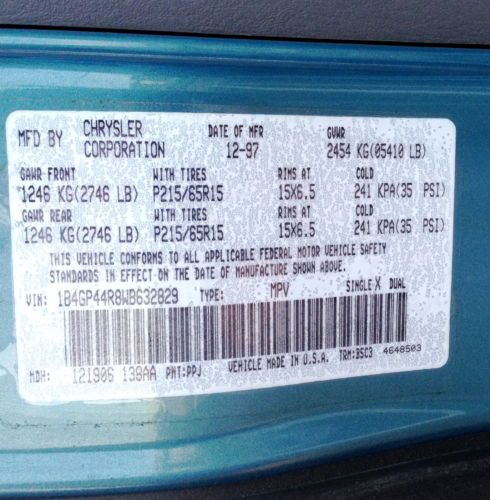 MFD BY CHRYSLER CORPORATION DATE OF MFR 12-97 GVWR 2454 KG(05410 LB)
GAWR FRONT WITH TIRES RIMS AT COLD
1246 KG(2746 LB) P215/65R15 15X6.5 241 KPA(35 PSI)
GAWR REAR WITH TIRES RIMS AT COLD
1246 KG(2746 LB) P215/65R15 15X6.5 241 KPA(35 PSI)
THIS VEHICLE CONFORMS TO ALL APPLICABLE FEDERAL MOTOR VEHICLE SAFETY
STANDARDS IN EFFECT ON THE DATE OF MANUFACTURE SHOWN ABOVE.
VIN: 1B4GP44R8WB632829 TYPE: MPV SINGLE X DUAL
MDH: 121906 138AA PNT:PPJ VEHICLE MADE IN U.S.A. TRM:3SC3 4648503